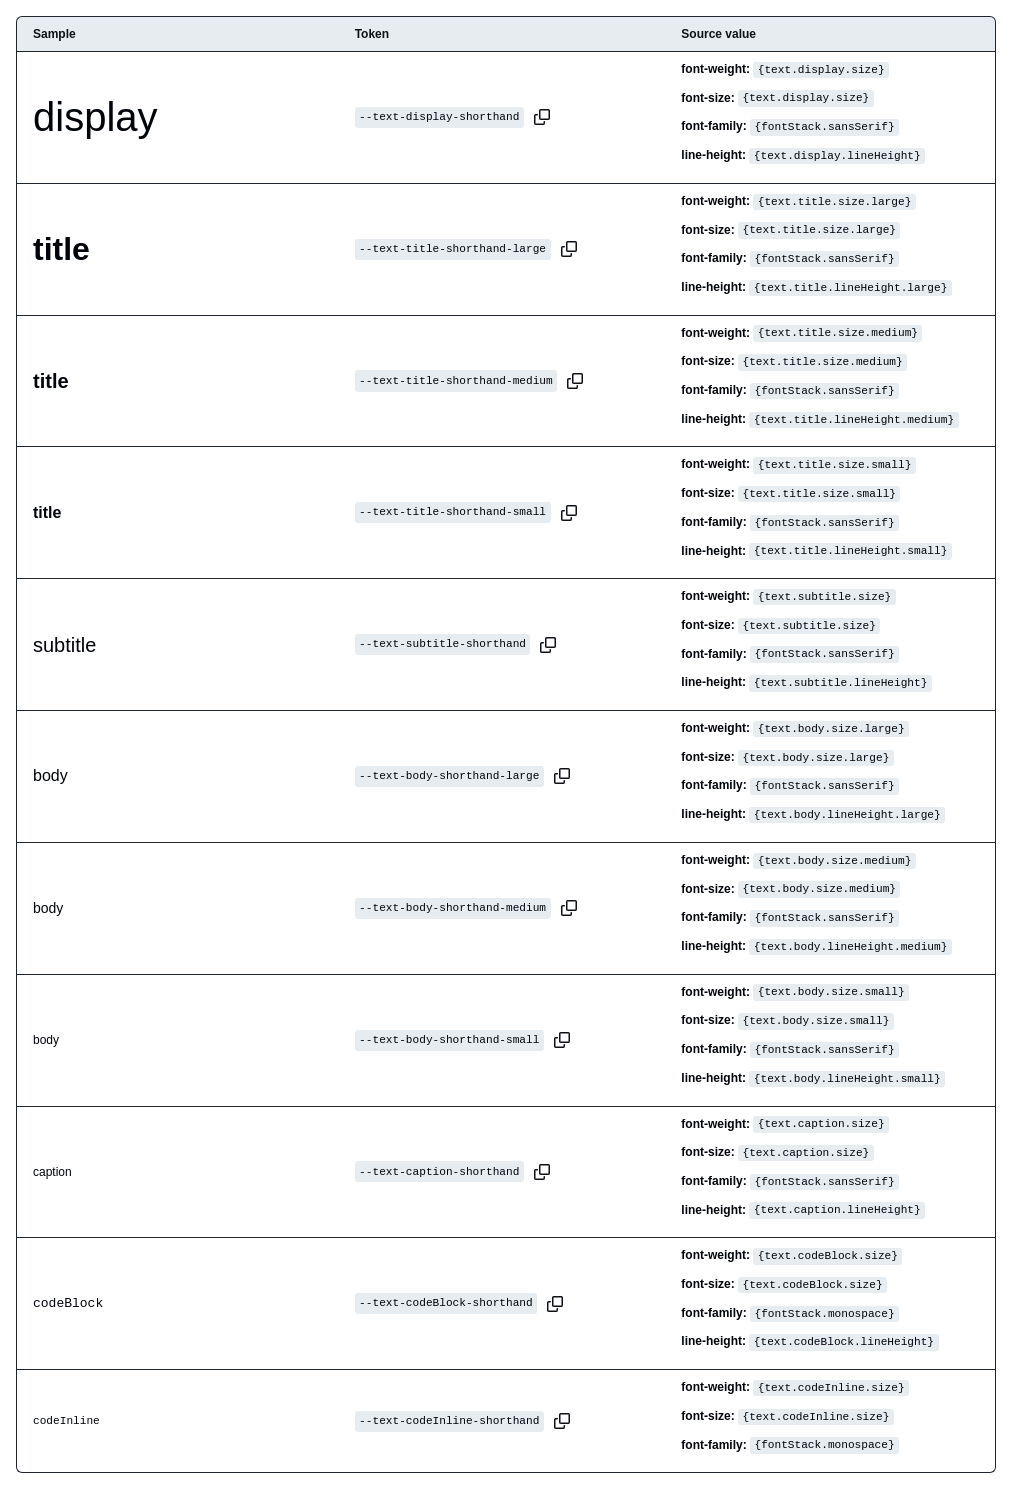 Sample Token Source value
font-weight: {text.display.size}
font-size: {text.display.size}
display --text-display-shorthand
font-family: {fontStack.sansSerif}
line-height: {text.display.lineHeight}
font-weight: {text.title.size.large}
font-size: {text.title.size.large}
title --text-title-shorthand-large
font-family: {fontStack.sansSerif}
line-height: {text.title.lineHeight.large}
font-weight: {text.title.size.medium}
font-size: {text.title.size.medium}
title --text-title-shorthand-medium
font-family: {fontStack.sansSerif}
line-height: {text.title.lineHeight.medium}
font-weight: {text.title.size.small}
font-size: {text.title.size.small}
title --text-title-shorthand-small
font-family: {fontStack.sansSerif}
line-height: {text.title.lineHeight.small}
font-weight: {text.subtitle.size}
font-size: {text.subtitle.size}
subtitle --text-subtitle-shorthand
font-family: {fontStack.sansSerif}
line-height: {text.subtitle.lineHeight}
font-weight: {text.body.size.large}
font-size: {text.body.size.large}
body --text-body-shorthand-large
font-family: {fontStack.sansSerif}
line-height: {text.body.lineHeight.large}
font-weight: {text.body.size.medium}
font-size: {text.body.size.medium}
body --text-body-shorthand-medium
font-family: {fontStack.sansSerif}
line-height: {text.body.lineHeight.medium}
font-weight: {text.body.size.small}
font-size: {text.body.size.small}
body --text-body-shorthand-small
font-family: {fontStack.sansSerif}
line-height: {text.body.lineHeight.small}
font-weight: {text.caption.size}
font-size: {text.caption.size}
caption --text-caption-shorthand
font-family: {fontStack.sansSerif}
line-height: {text.caption.lineHeight}
font-weight: {text.codeBlock.size}
font-size: {text.codeBlock.size}
codeBlock --text-codeBlock-shorthand
font-family: {fontStack.monospace}
line-height: {text.codeBlock.lineHeight}
font-weight: {text.codeInline.size}
codeInline --text-codeInline-shorthand font-size: {text.codeInline.size}
font-family: {fontStack.monospace}